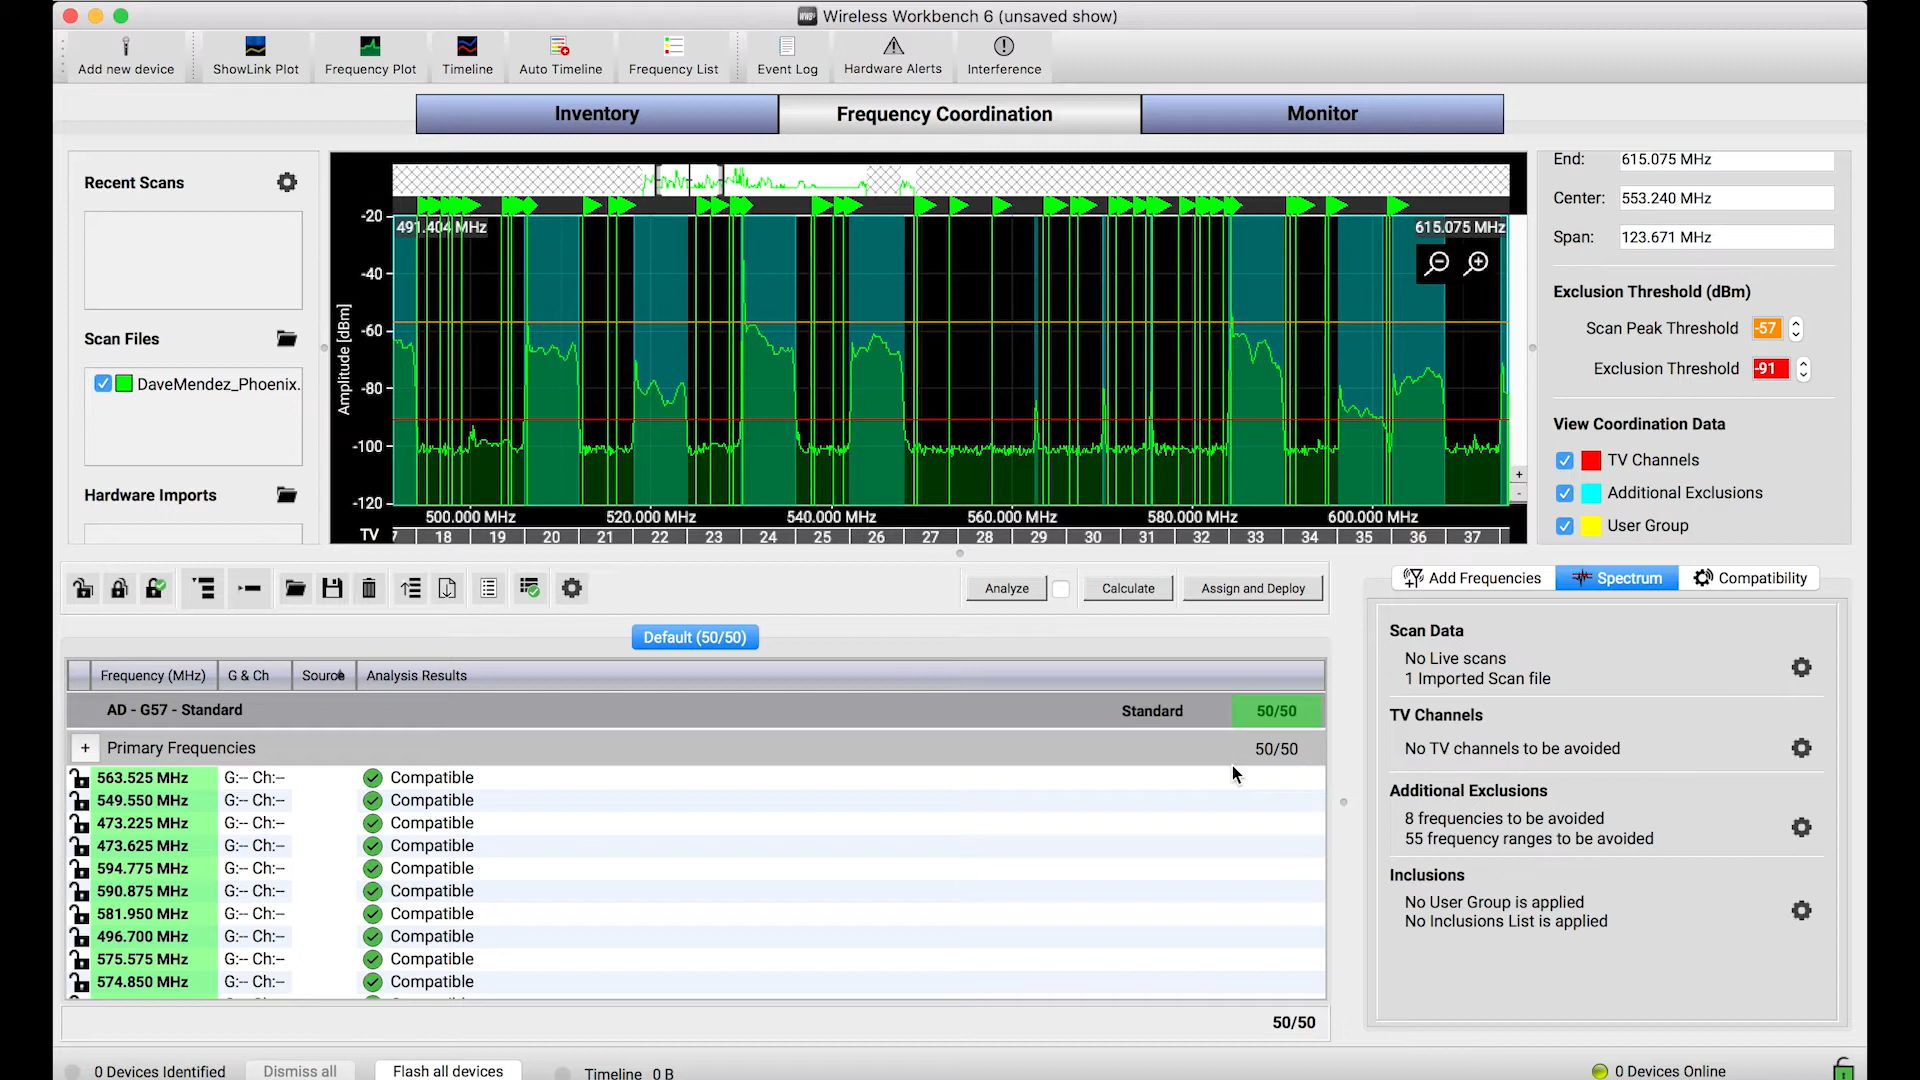 Wireless Workbench 6 (unsaved show)
Add new device
ShowLink Plot
Frequency Plot
Timeline
Auto Timeline
Frequency List
Event Log
Hardware Alerts
Interference
Inventory
Frequency Coordination
Monitor
Recent Scans
Scan Files
DaveMendez_Phoenix.
Hardware Imports
Amplitude [dBm]
-20
-40
-60
-80
-100
-120
491.404 MHz
615.075 MHz
500.000 MHz
520.000 MHz
540.000 MHz
560.000 MHz
580.000 MHz
600.000 MHz
TV 7 18 19 20 21 22 23 24 25 26 27 28 29 30 31 32 33 34 35 36 37
+
-
End: 615.075 MHz
Center: 553.240 MHz
Span: 123.671 MHz
Exclusion Threshold (dBm)
Scan Peak Threshold -57
Exclusion Threshold -91
View Coordination Data
TV Channels
Additional Exclusions
User Group
Analyze
Calculate
Assign and Deploy
Default (50/50)
Frequency (MHz) G & Ch Source Analysis Results
AD - G57 - Standard Standard 50/50
+ Primary Frequencies 50/50
563.525 MHz G:-- Ch:-- Compatible
549.550 MHz G:-- Ch:-- Compatible
473.225 MHz G:-- Ch:-- Compatible
473.625 MHz G:-- Ch:-- Compatible
594.775 MHz G:-- Ch:-- Compatible
590.875 MHz G:-- Ch:-- Compatible
581.950 MHz G:-- Ch:-- Compatible
496.700 MHz G:-- Ch:-- Compatible
575.575 MHz G:-- Ch:-- Compatible
574.850 MHz G:-- Ch:-- Compatible
50/50
Add Frequencies
Spectrum
Compatibility
Scan Data
No Live scans
1 Imported Scan file
TV Channels
No TV channels to be avoided
Additional Exclusions
8 frequencies to be avoided
55 frequency ranges to be avoided
Inclusions
No User Group is applied
No Inclusions List is applied
0 Devices Identified
Dismiss all
Flash all devices
Timeline 0 B
0 Devices Online